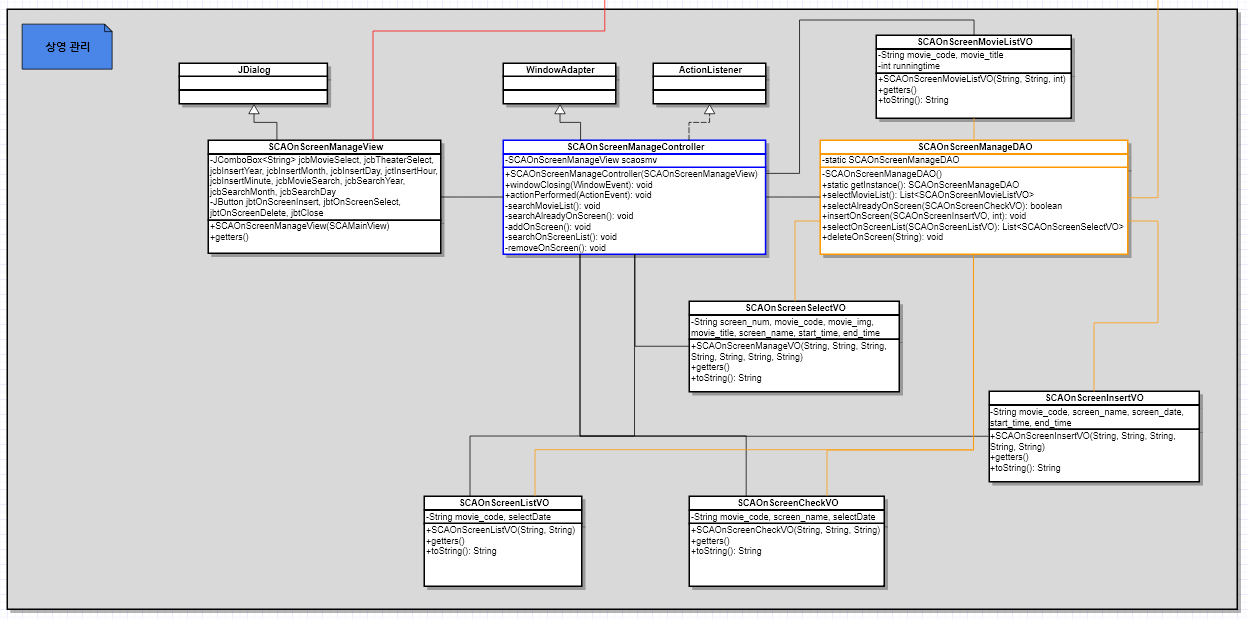 상영 관리
JDialog
WindowAdapter
ActionListener
SCAOnScreenMovieListVO
-String movie_code, movie_title
-int runningtime
+SCAOnScreenMovieListVO(String, String, int)
+getters()
+toString(): String
SCAOnScreenManageView
-JComboBox<String> jcbMovieSelect, jcbTheaterSelect,
jcbInsertYear, jcbInsertMonth, jcbInsertDay, jctInsertHour,
jcbInsertMinute, jcbMovieSearch, jcbSearchYear,
jcbSearchMonth, jcbSearchDay
-JButton jbtOnScreenInsert, jbtOnScreenSelect,
jbtOnScreenDelete, jbtClose
+SCAOnScreenManageView(SCAMainView)
+getters()
SCAOnScreenManageController
-SCAOnScreenManageView scaosmv
+SCAOnScreenManageController(SCAOnScreenManageView)
+windowClosing(WindowEvent): void
+actionPerformed(ActionEvent): void
-searchMovieList(): void
-searchAlreadyOnScreen(): void
-addOnScreen(): void
-searchOnScreenList(): void
-removeOnScreen(): void
SCAOnScreenManageDAO
-static SCAOnScreenManageDAO
-SCAOnScreenManageDAO()
+static getInstance(): SCAOnScreenManageDAO
+selectMovieList(): List<SCAOnScreenMovieListVO>
+selectAlreadyOnScreen(SCAOnScreenCheckVO): boolean
+insertOnScreen(SCAOnScreenInsertVO, int): void
+selectOnScreenList(SCAOnScreenListVO): List<SCAOnScreenSelectVO>
+deleteOnScreen(String): void
SCAOnScreenSelectVO
-String screen_num, movie_code, movie_img,
movie_title, screen_name, start_time, end_time
+SCAOnScreenManageVO(String, String, String,
String, String, String, String)
+getters()
+toString(): String
SCAOnScreenInsertVO
-String movie_code, screen_name, screen_date,
start_time, end_time
+SCAOnScreenInsertVO(String, String, String,
String, String)
+getters()
+toString(): String
SCAOnScreenListVO
-String movie_code, selectDate
+SCAOnScreenListVO(String, String)
+getters()
+toString(): String
SCAOnScreenCheckVO
-String movie_code, screen_name, selectDate
+SCAOnScreenCheckVO(String, String, String)
+getters()
+toString(): String